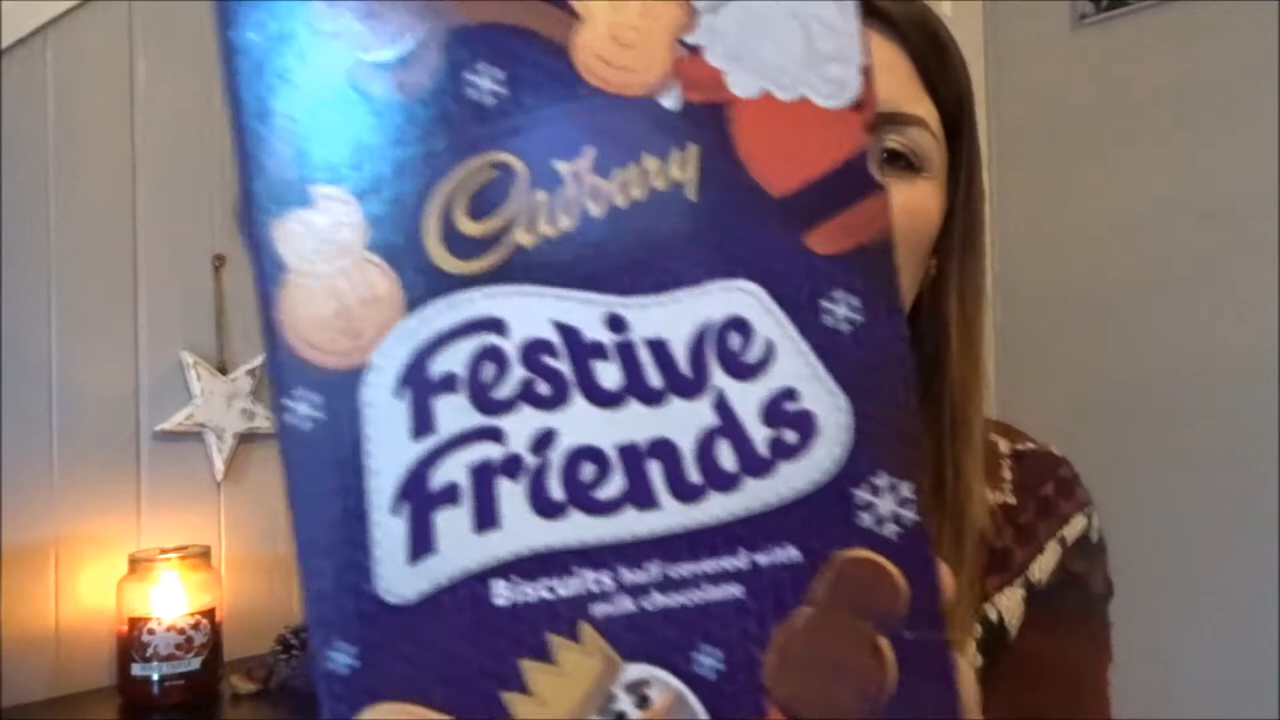 Cadbury
Festive
Friends
Biscuits half covered with
milk chocolate